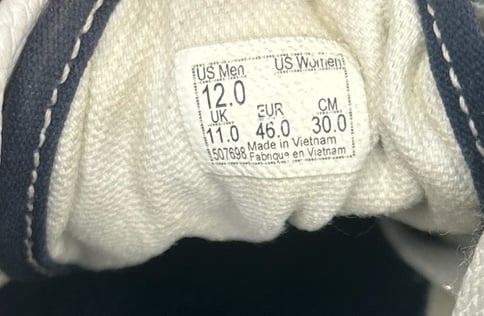 US Men US Women
12.0
UK EUR CM
11.0 46.0 30.0
507698 Made in Vietnam
Fabriqué en Vietnam